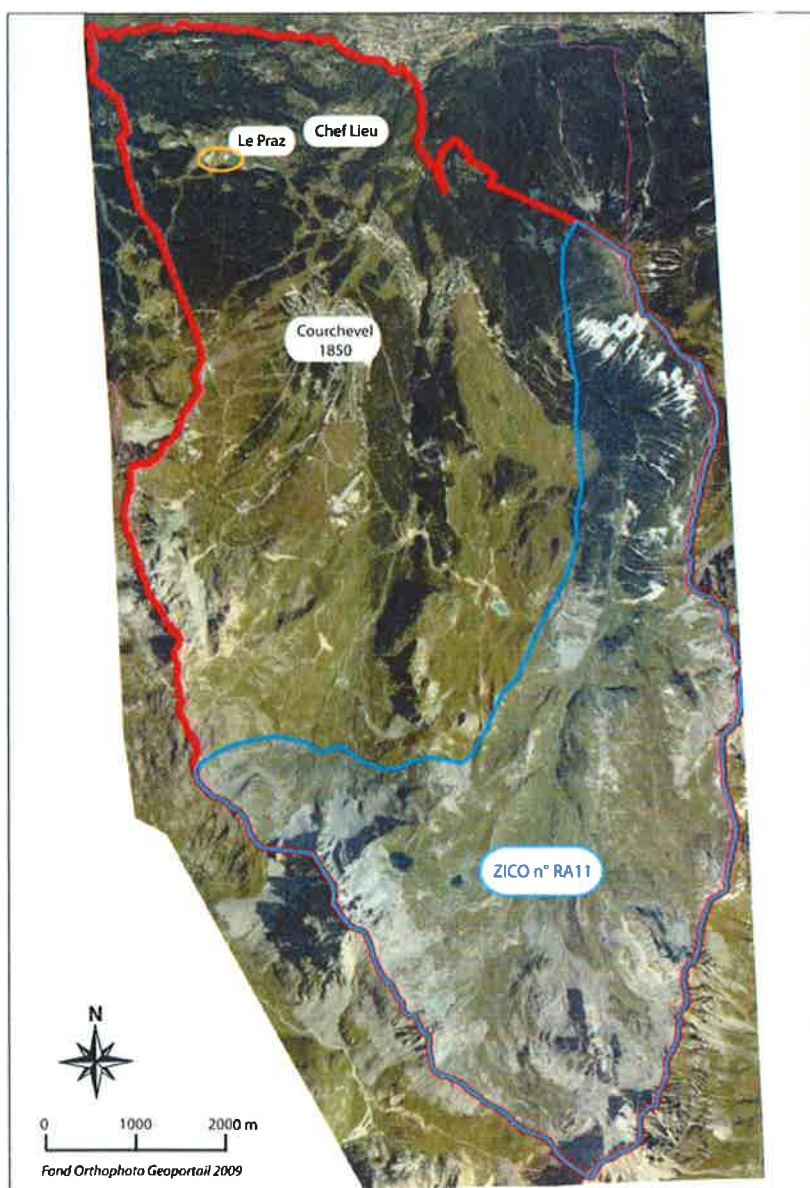 Le Praz
Chef Lieu
Courchevel
1850
ZICO n° RA11
N
0 1000 2000 m
Fond Orthophoto Geoportail 2009